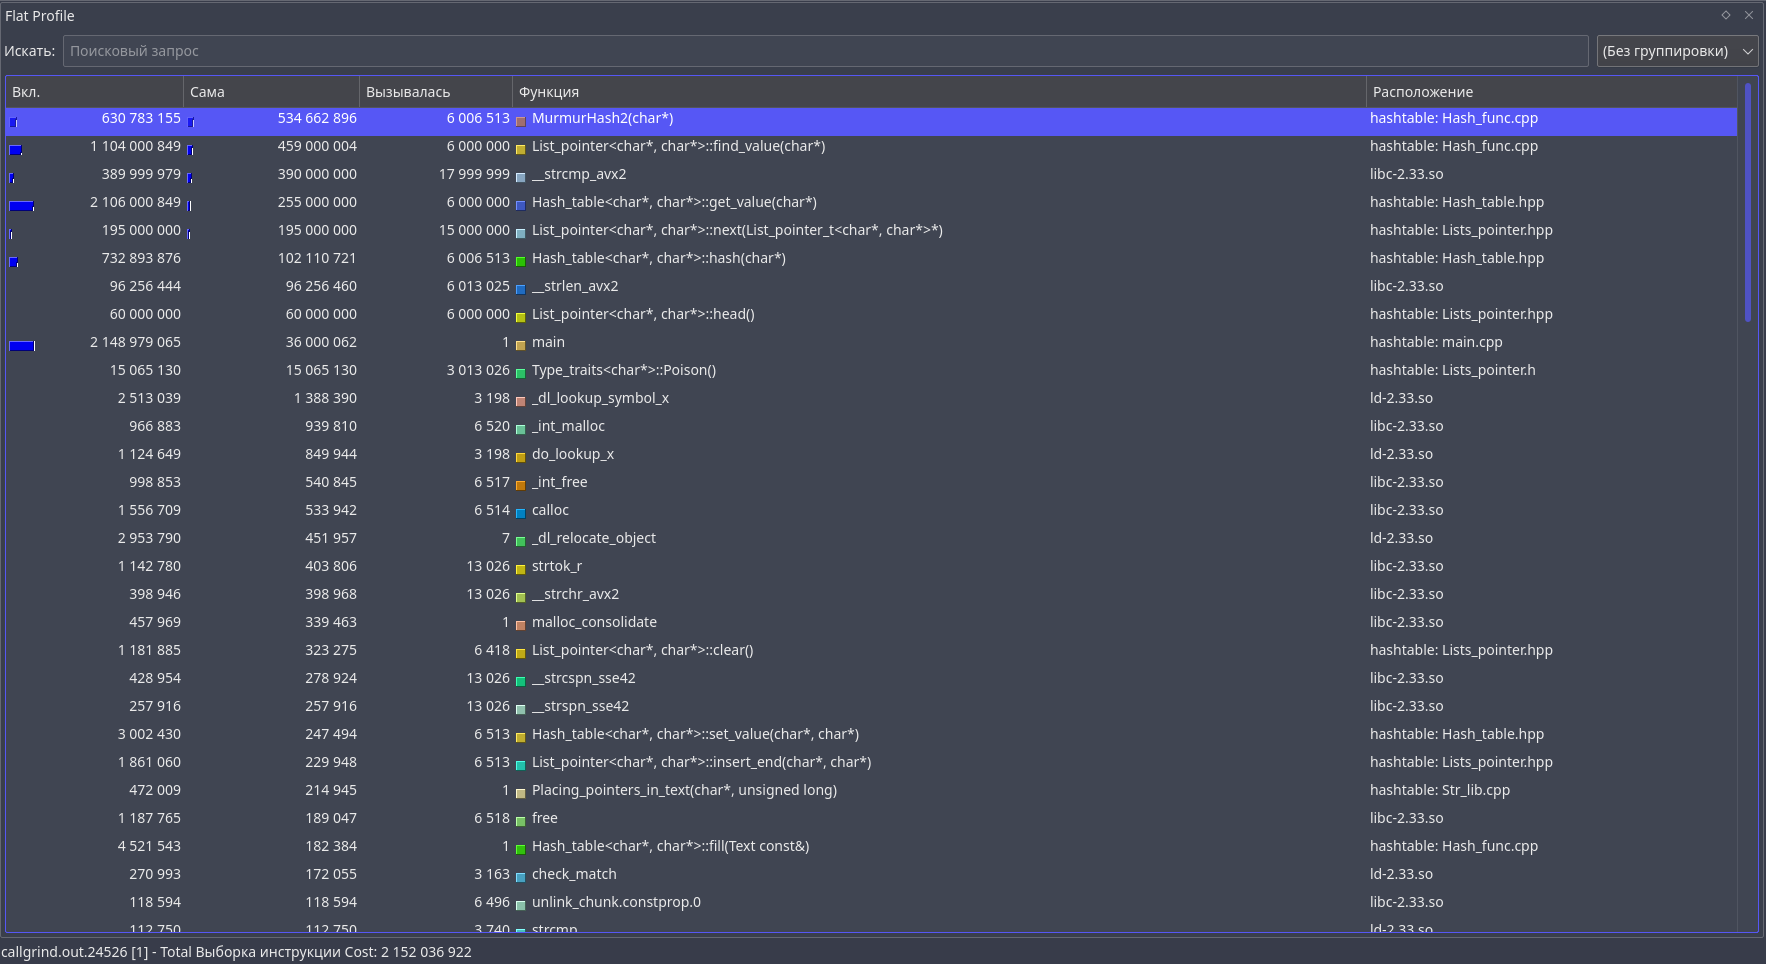 Flat Profile
Искать: Поисковый запрос (Без группировки)
Вкл. Сама Вызывалась Функция Расположение
630 783 155 534 662 896 6 006 513 MurmurHash2(char*) hashtable: Hash_func.cpp
1 104 000 849 459 000 004 6 000 000 List_pointer<char*, char*>::find_value(char*) hashtable: Hash_func.cpp
389 999 979 390 000 000 17 999 999 __strcmp_avx2 libc-2.33.so
2 106 000 849 255 000 000 6 000 000 Hash_table<char*, char*>::get_value(char*) hashtable: Hash_table.hpp
195 000 000 195 000 000 15 000 000 List_pointer<char*, char*>::next(List_pointer_t<char*, char*>*) hashtable: Lists_pointer.hpp
732 893 876 102 110 721 6 006 513 Hash_table<char*, char*>::hash(char*) hashtable: Hash_table.hpp
96 256 444 96 256 460 6 013 025 __strlen_avx2 libc-2.33.so
60 000 000 60 000 000 6 000 000 List_pointer<char*, char*>::head() hashtable: Lists_pointer.hpp
2 148 979 065 36 000 062 1 main hashtable: main.cpp
15 065 130 15 065 130 3 013 026 Type_traits<char*>::Poison() hashtable: Lists_pointer.h
2 513 039 1 388 390 3 198 _dl_lookup_symbol_x ld-2.33.so
966 883 939 810 6 520 _int_malloc libc-2.33.so
1 124 649 849 944 3 198 do_lookup_x ld-2.33.so
998 853 540 845 6 517 _int_free libc-2.33.so
1 556 709 533 942 6 514 calloc libc-2.33.so
2 953 790 451 957 7 _dl_relocate_object ld-2.33.so
1 142 780 403 806 13 026 strtok_r libc-2.33.so
398 946 398 968 13 026 __strchr_avx2 libc-2.33.so
457 969 339 463 1 malloc_consolidate libc-2.33.so
1 181 885 323 275 6 418 List_pointer<char*, char*>::clear() hashtable: Lists_pointer.hpp
428 954 278 924 13 026 __strcspn_sse42 libc-2.33.so
257 916 257 916 13 026 __strspn_sse42 libc-2.33.so
3 002 430 247 494 6 513 Hash_table<char*, char*>::set_value(char*, char*) hashtable: Hash_table.hpp
1 861 060 229 948 6 513 List_pointer<char*, char*>::insert_end(char*, char*) hashtable: Lists_pointer.hpp
472 009 214 945 1 Placing_pointers_in_text(char*, unsigned long) hashtable: Str_lib.cpp
1 187 765 189 047 6 518 free libc-2.33.so
4 521 543 182 384 1 Hash_table<char*, char*>::fill(Text const&) hashtable: Hash_func.cpp
270 993 172 055 3 163 check_match ld-2.33.so
118 594 118 594 6 496 unlink_chunk.constprop.0 libc-2.33.so
112 750 112 750 3 740 strcmp ld-2.33.so
callgrind.out.24526 [1] - Total Выборка инструкции Cost: 2 152 036 922